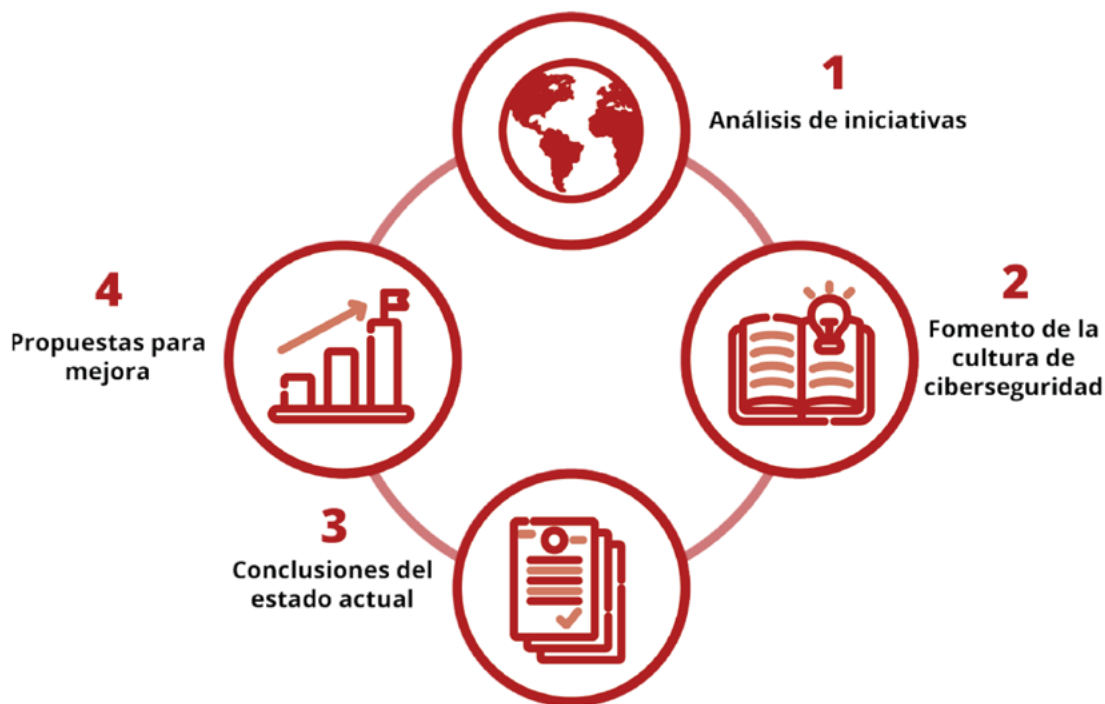 1
Análisis de iniciativas
2
Fomento de la
cultura de
ciberseguridad
3
Conclusiones del
estado actual
4
Propuestas para
mejora